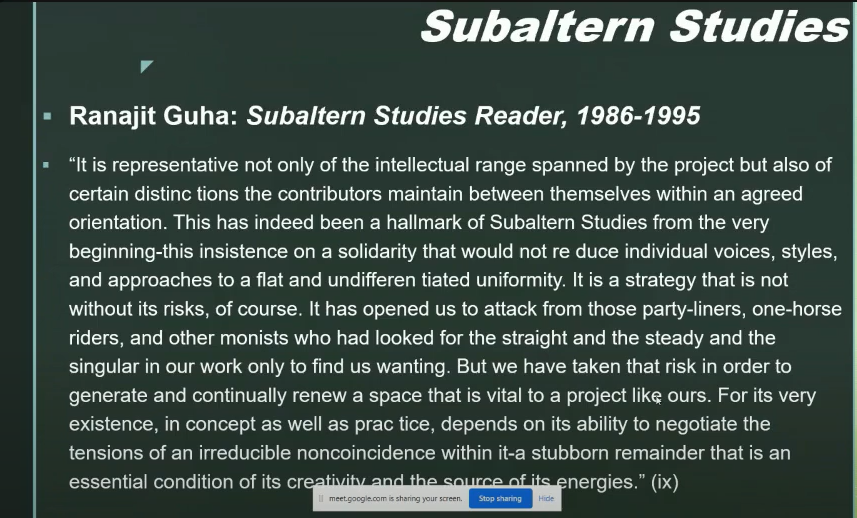 Subaltern Studies
Ranajit Guha: Subaltern Studies Reader, 1986-1995
“It is representative not only of the intellectual range spanned by the project but also of
certain distinc tions the contributors maintain between themselves within an agreed
orientation. This has indeed been a hallmark of Subaltern Studies from the very
beginning-this insistence on a solidarity that would not re duce individual voices, styles,
and approaches to a flat and undifferen tiated uniformity. It is a strategy that is not
without its risks, of course. It has opened us to attack from those party-liners, one-horse
riders, and other monists who had looked for the straight and the steady and the
singular in our work only to find us wanting. But we have taken that risk in order to
generate and continually renew a space that is vital to a project like ours. For its very
existence, in concept as well as prac tice, depends on its ability to negotiate the
tensions of an irreducible noncoincidence within it-a stubborn remainder that is an
essential condition of its creativity and the source of its energies.” (ix)
meet.google.com is sharing your screen. Stop sharing Hide